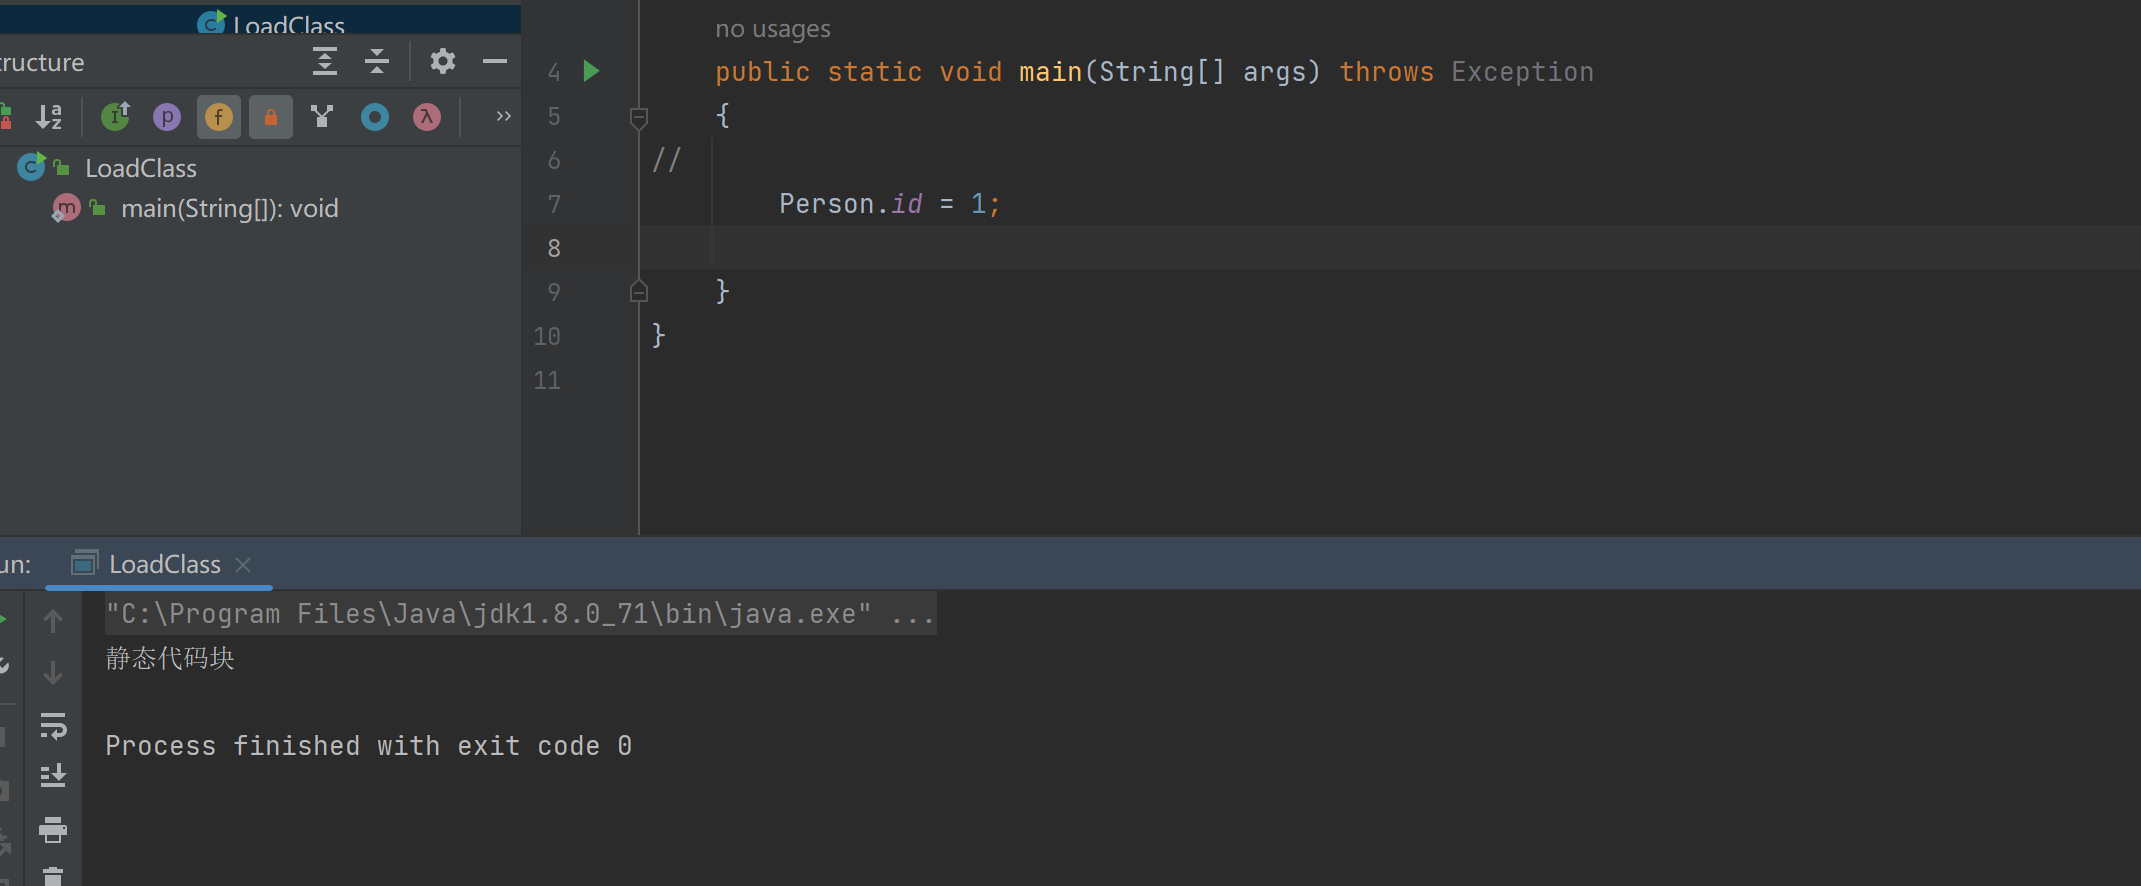 LoadClass
ructure
LoadClass
main(String[]): void
no usages
4 public static void main(String[] args) throws Exception
5 {
6 //
7 Person.id = 1;
8
9 }
10 }
11
un: LoadClass
"C:\Program Files\Java\jdk1.8.0_71\bin\java.exe" ...
静态代码块
Process finished with exit code 0